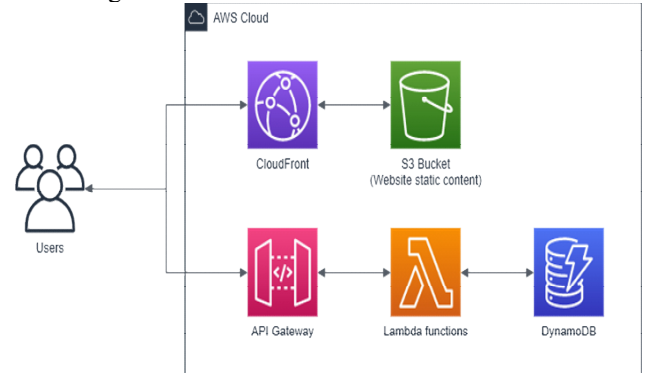 AWS Cloud
CloudFront
S3 Bucket
(Website static content)
Users
</>
API Gateway
Lambda functions
DynamoDB